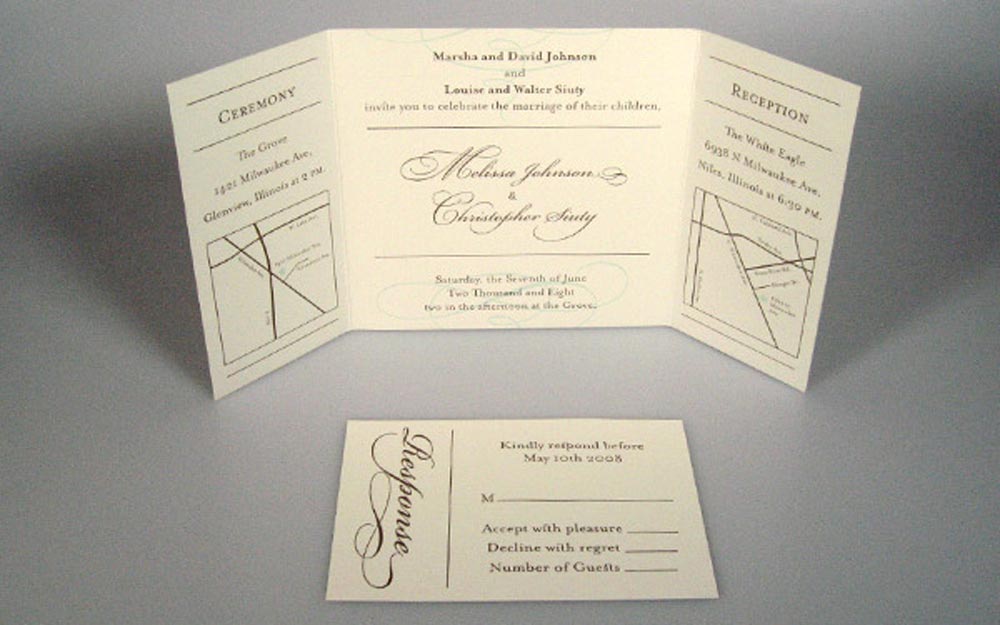 CEREMONY
The Grove
1421 Milwaukee Ave,
Glenview, Illinois at 2 PM.
Marsha and David Johnson
and
Louise and Walter Siuty
invite you to celebrate the marriage of their children,
Melissa Johnson
&
Christopher Siuty
Saturday, the Seventh of June
Two Thousand and Eight
two in the afternoon at the Grove.
RECEPTION
The White Eagle
6938 N Milwaukee Ave,
Niles, Illinois at 6:30 PM.
Response
Kindly respond before
May 10th 2008
M
Accept with pleasure
Decline with regret
Number of Guests